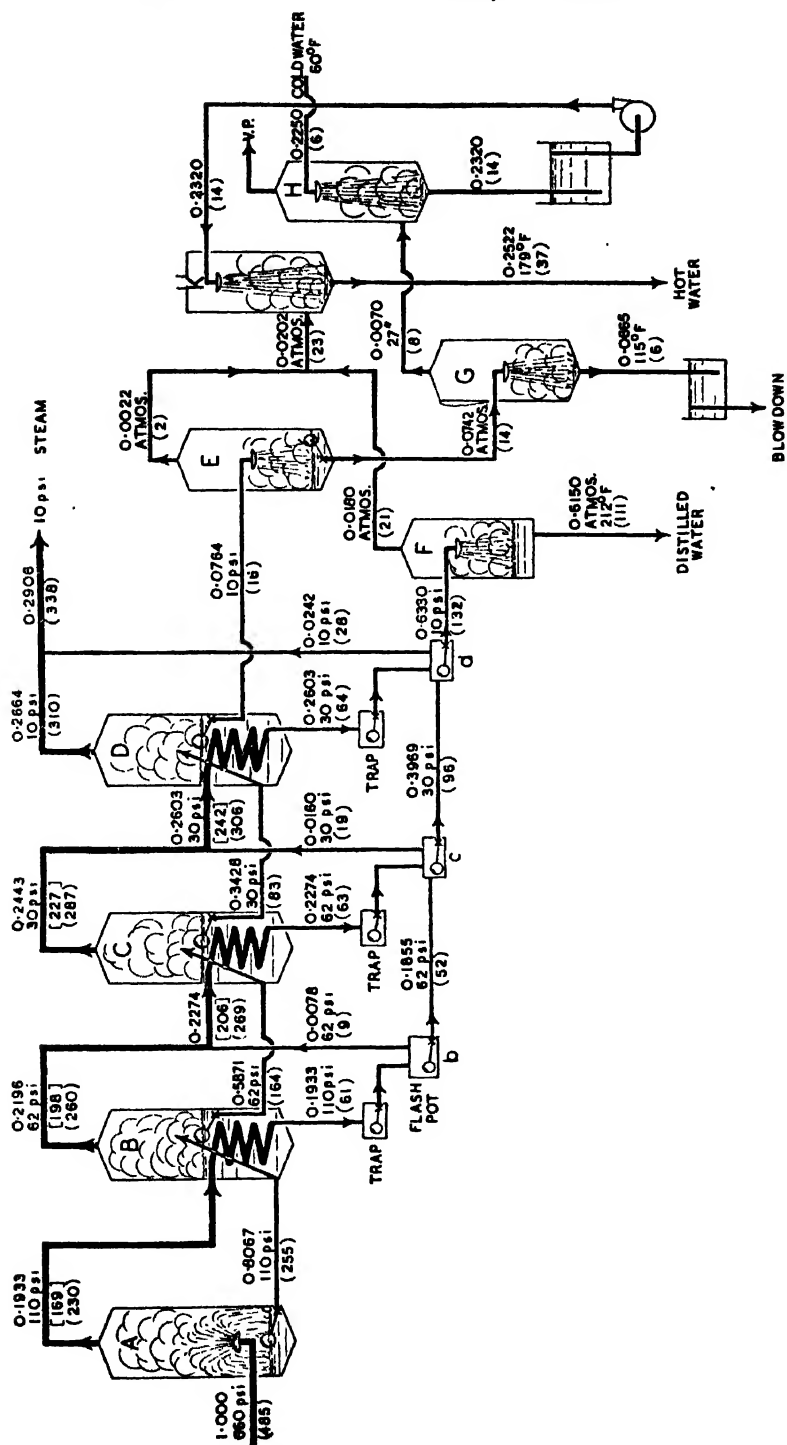 1·000
660 psi
(485)
A
0·1933
110 psi
[169]
(230)
0·8067
110 psi
(255)
B
0·2196
62 psi
[198]
(260)
0·5871
62 psi
(164)
0·1933
110 psi
(61)
TRAP
FLASH
POT
b
0·0078
62 psi
(9)
0·2274
[206]
(269)
0·1855
62 psi
(52)
C
0·2443
30 psi
[227]
(287)
0·3428
30 psi
(83)
0·2274
62 psi
(63)
TRAP
c
0·0160
30 psi
(19)
0·2603
30 psi
[242]
(306)
0·3969
30 psi
(96)
D
0·2664
10 psi
(310)
0·2603
30 psi
(64)
TRAP
d
0·0242
10 psi
(28)
0·2908
10 psi STEAM
(338)
0·0764
10 psi
(16)
0·6330
10 psi
(132)
E
0·0022
ATMOS.
(2)
F
0·0180
ATMOS.
(21)
0·6150
ATMOS.
212°F
(111)
DISTILLED
WATER
0·0742
ATMOS.
(14)
G
0·0070
27"
(8)
0·0865
115°F
(6)
BLOWDOWN
0·0202
ATMOS.
(23)
K
0·2320
(14)
0·2522
179°F
(37)
HOT
WATER
H
V.P.
0·2250 COLD WATER
(6) 60°F
0·2320
(14)